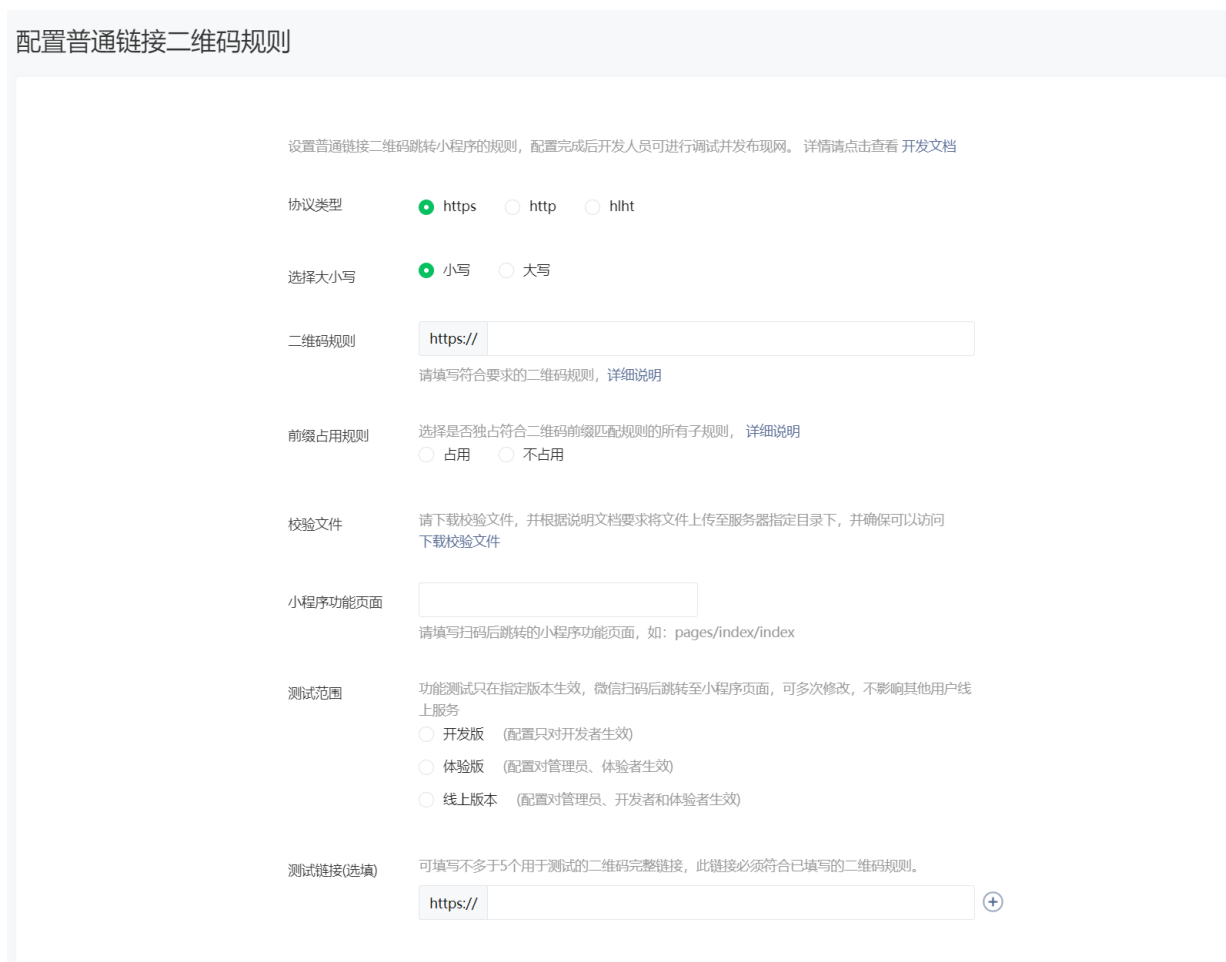 配置普通链接二维码规则
设置普通链接二维码跳转小程序的规则，配置完成后开发人员可进行调试并发布现网。 详情请点击查看 开发文档
协议类型 https http hlht
选择大小写 小写 大写
二维码规则 https://
请填写符合要求的二维码规则，详细说明
前缀占用规则 选择是否独占符合二维码前缀匹配规则的所有子规则， 详细说明
占用 不占用
校验文件 请下载校验文件，并根据说明文档要求将文件上传至服务器指定目录下，并确保可以访问
下载校验文件
小程序功能页面
请填写扫码后跳转的小程序功能页面，如：pages/index/index
测试范围 功能测试只在指定版本生效，微信扫码后跳转至小程序页面，可多次修改，不影响其他用户线
上服务
开发版 (配置只对开发者生效)
体验版 (配置对管理员、体验者生效)
线上版本 (配置对管理员、开发者和体验者生效)
测试链接(选填) 可填写不多于5个用于测试的二维码完整链接，此链接必须符合已填写的二维码规则。
https://